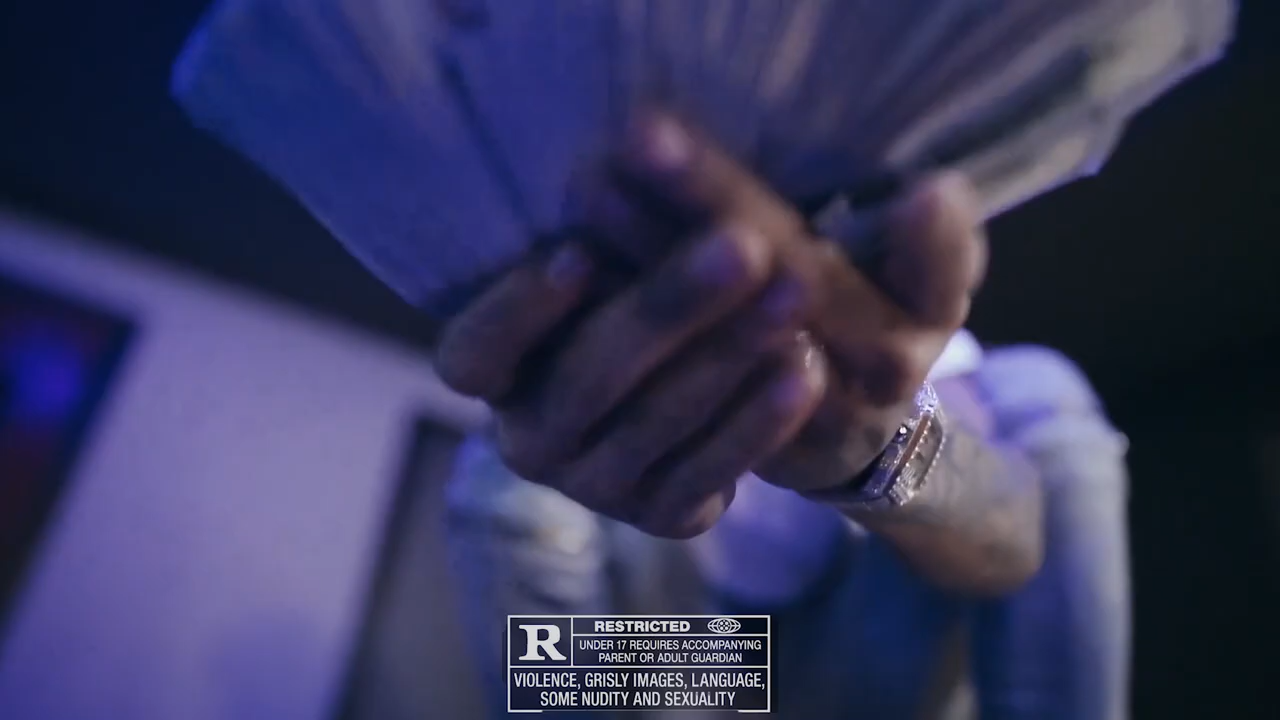 R
RESTRICTED
UNDER 17 REQUIRES ACCOMPANYING
PARENT OR ADULT GUARDIAN
VIOLENCE, GRISLY IMAGES, LANGUAGE,
SOME NUDITY AND SEXUALITY